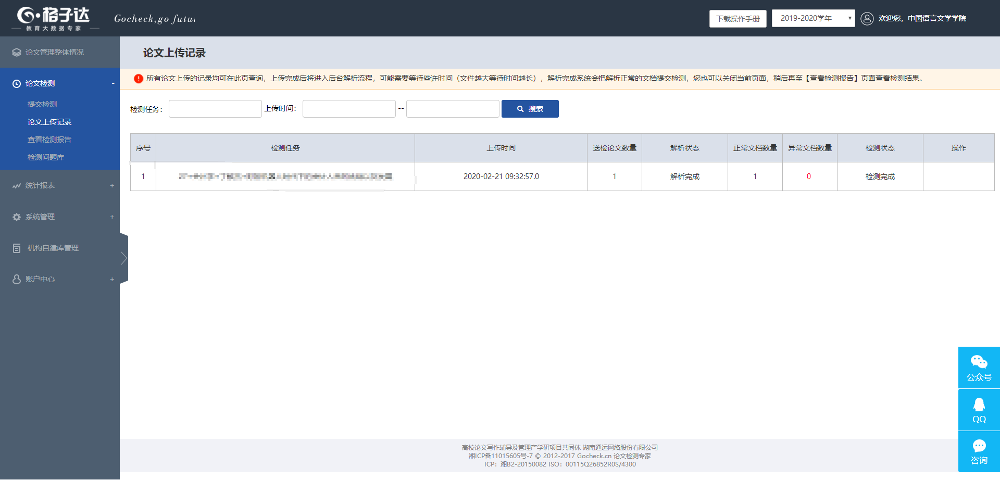 格子达
教育大数据专家
Gocheck,go futu
下载操作手册
2019-2020学年
欢迎您，中国语言文学学院
论文管理整体情况
论文检测 -
提交检测
论文上传记录
查看检测报告
检测问题库
统计报表 +
系统管理 +
机构自建库管理
账户中心 +
论文上传记录
所有论文上传的记录均可在此页查询，上传完成后将进入后台解析流程，可能需要等待些许时间（文件越大等待时间越长），解析完成系统会把解析正常的文档提交检测，您也可以关闭当前页面，稍后再至【查看检测报告】页面查看检测结果。
检测任务： 上传时间： -- 搜索
序号 检测任务 上传时间 送检论文数量 解析状态 正常文档数量 异常文档数量 检测状态 操作
1 2020-02-21 09:32:57.0 1 解析完成 1 0 检测完成
公众号
QQ
咨询
高校论文写作辅导及管理产学研项目共同体 湖南通远网络股份有限公司
湘ICP备11015605号-7 © 2012-2017 Gocheck.cn 论文检测专家
ICP：湘B2-20150082 ISO：00115Q26852R0S/4300